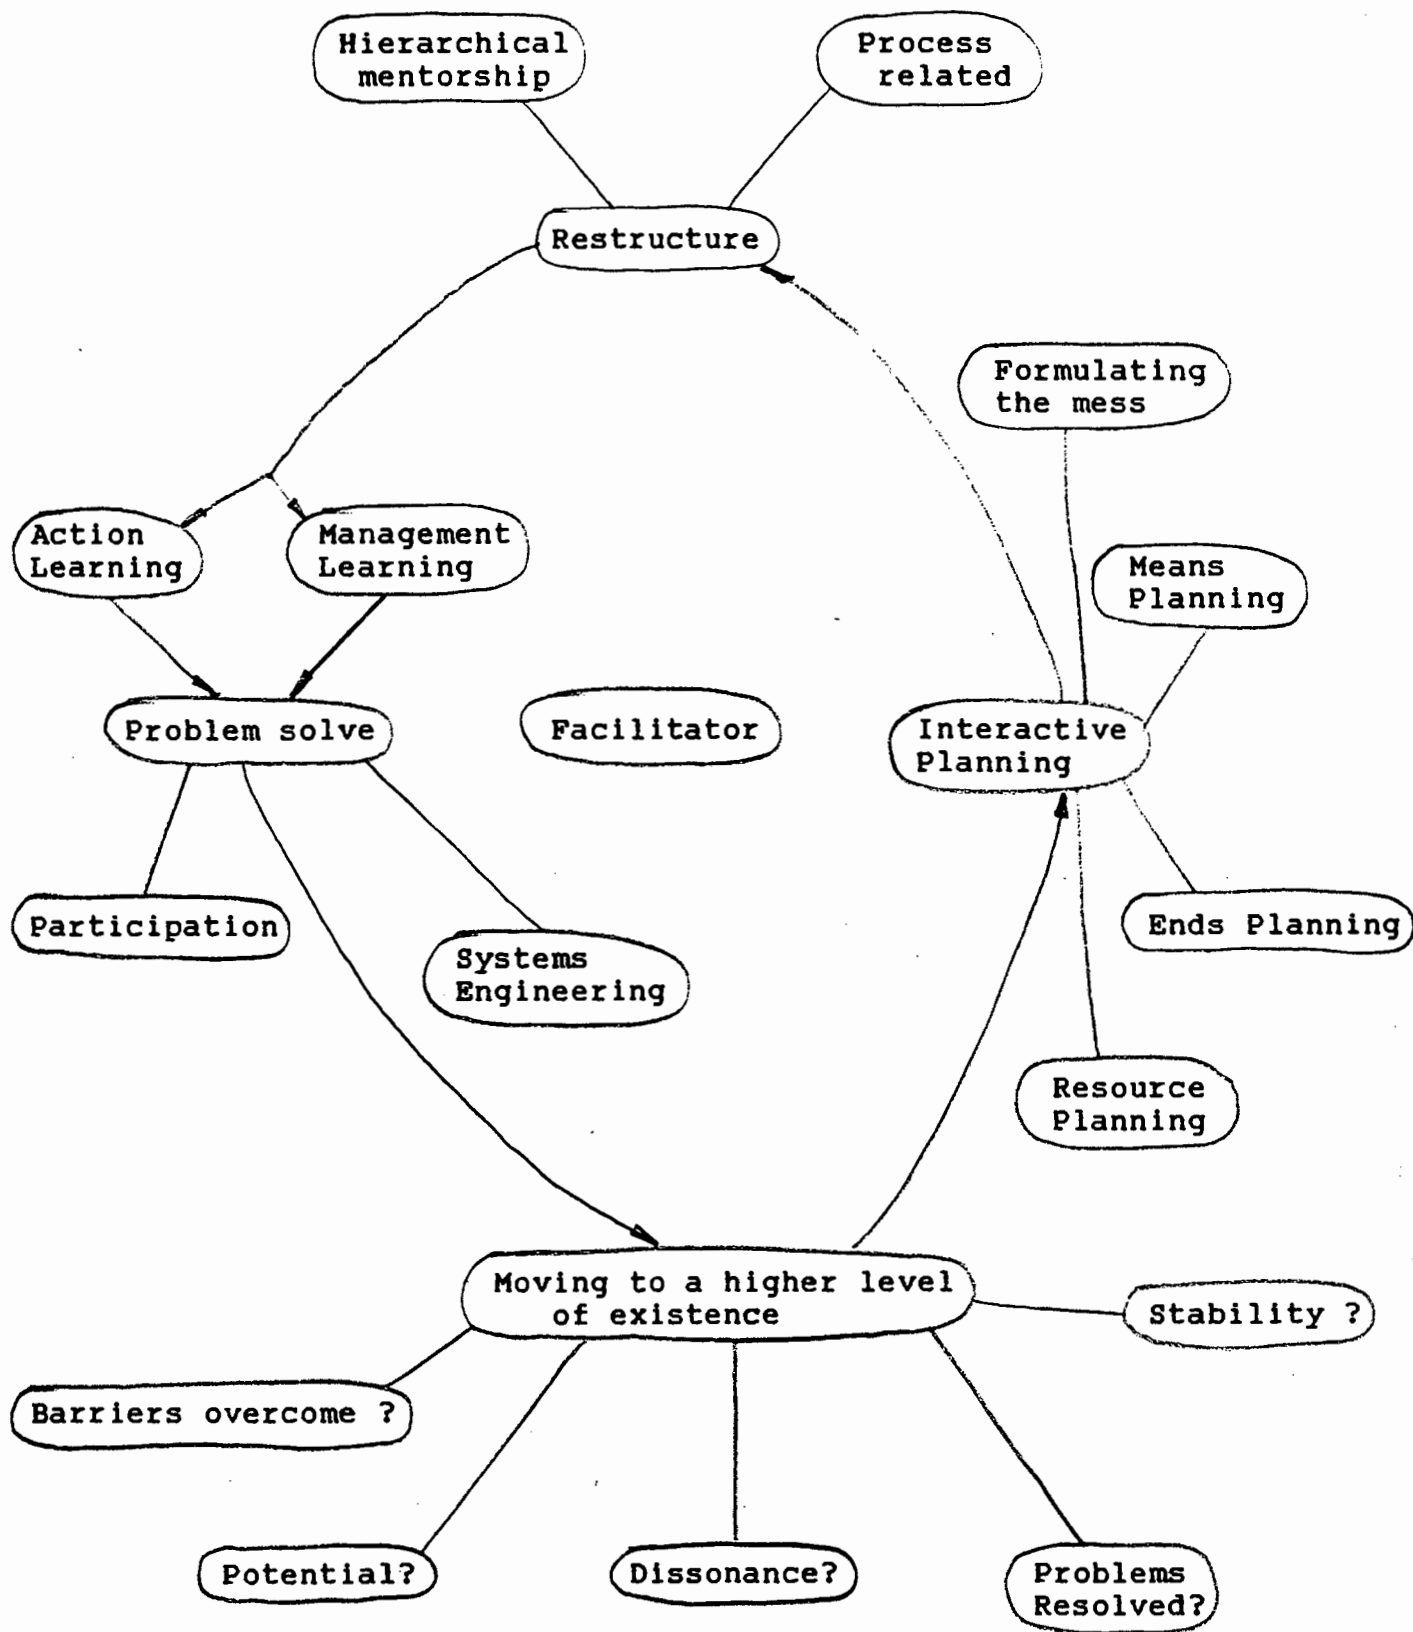 Hierarchical
mentorship
Process
related
Restructure
Formulating
the mess
Action
Learning
Management
Learning
Means
Planning
Problem solve
Facilitator
Interactive
Planning
Participation
Systems
Engineering
Ends Planning
Resource
Planning
Moving to a higher level
of existence
Stability ?
Barriers overcome ?
Potential?
Dissonance?
Problems
Resolved?